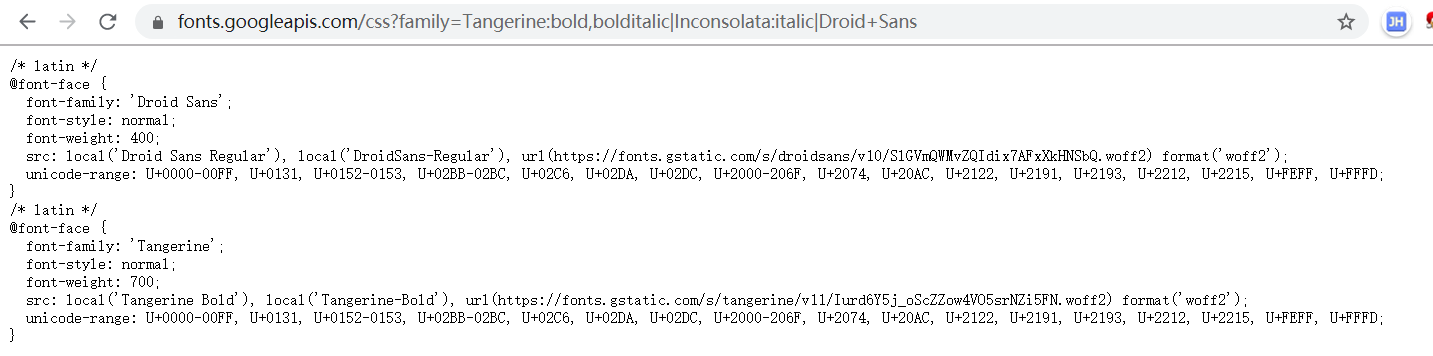 fonts.googleapis.com/css?family=Tangerine:bold,bolditalic|Inconsolata:italic|Droid+Sans
JH
/* latin */
@font-face {
  font-family: 'Droid Sans';
  font-style: normal;
  font-weight: 400;
  src: local('Droid Sans Regular'), local('DroidSans-Regular'), url(https://fonts.gstatic.com/s/droidsans/v10/SlGVmQWMvZQIdix7AFxXkHNSbQ.woff2) format('woff2');
  unicode-range: U+0000-00FF, U+0131, U+0152-0153, U+02BB-02BC, U+02C6, U+02DA, U+02DC, U+2000-206F, U+2074, U+20AC, U+2122, U+2191, U+2193, U+2212, U+2215, U+FEFF, U+FFFD;
}
/* latin */
@font-face {
  font-family: 'Tangerine';
  font-style: normal;
  font-weight: 700;
  src: local('Tangerine Bold'), local('Tangerine-Bold'), url(https://fonts.gstatic.com/s/tangerine/v11/Iurd6Y5j_oScZZow4VO5srNZi5FN.woff2) format('woff2');
  unicode-range: U+0000-00FF, U+0131, U+0152-0153, U+02BB-02BC, U+02C6, U+02DA, U+02DC, U+2000-206F, U+2074, U+20AC, U+2122, U+2191, U+2193, U+2212, U+2215, U+FEFF, U+FFFD;
}